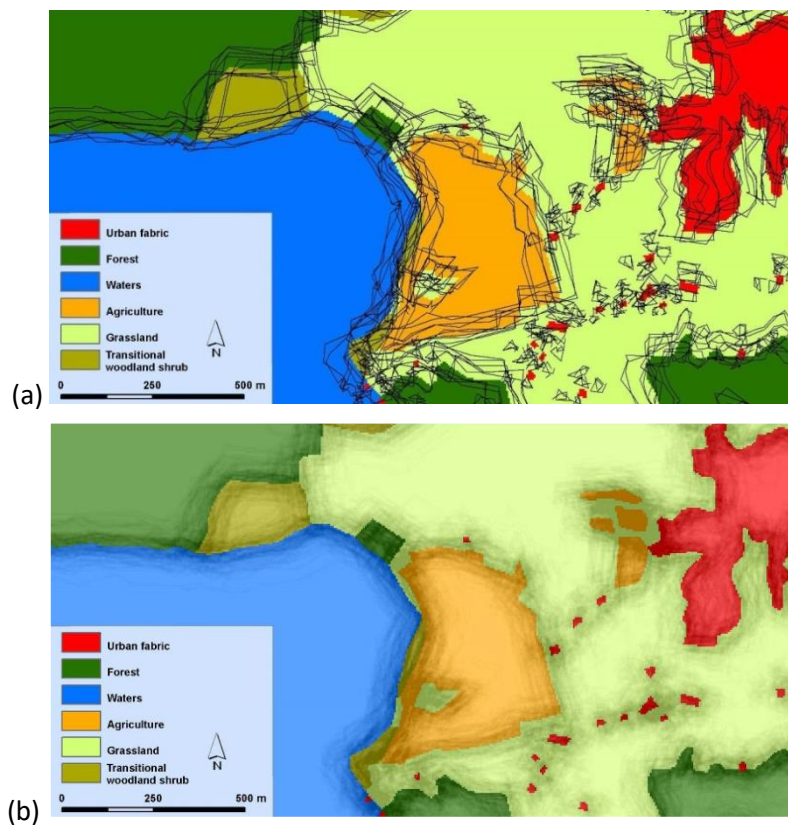 Urban fabric
Forest
Waters
Agriculture
Grassland
Transitional
woodland shrub
N
0 250 500 m
(a)
Urban fabric
Forest
Waters
Agriculture
Grassland
Transitional
woodland shrub
N
0 250 500 m
(b)